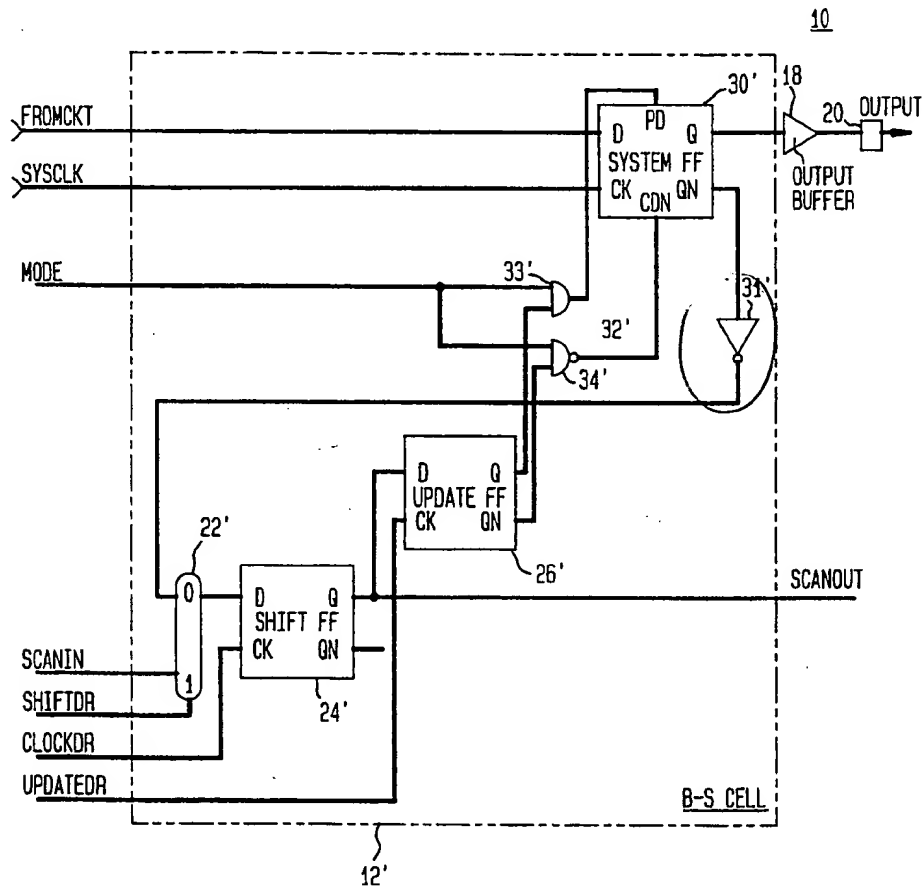 10
FROMCKT
SYSCLK
MODE
30'
PD
D Q
SYSTEM FF
CK QN
CDN
18
20 OUTPUT
OUTPUT
BUFFER
33'
32'
34'
31'
D Q
UPDATE FF
CK QN
26'
22'
0
1
D Q
SHIFT FF
CK QN
24'
SCANOUT
SCANIN
SHIFTDR
CLOCKDR
UPDATEDR
B-S CELL
12'